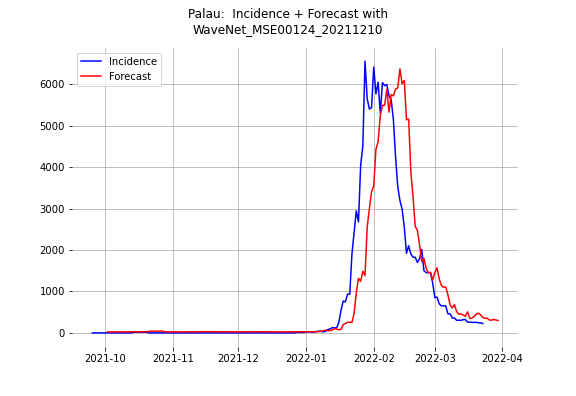 Palau:  Incidence + Forecast with
WaveNet_MSE00124_20211210
Incidence
Forecast
6000
5000
4000
3000
2000
1000
0
2021-10 2021-11 2021-12 2022-01 2022-02 2022-03 2022-04